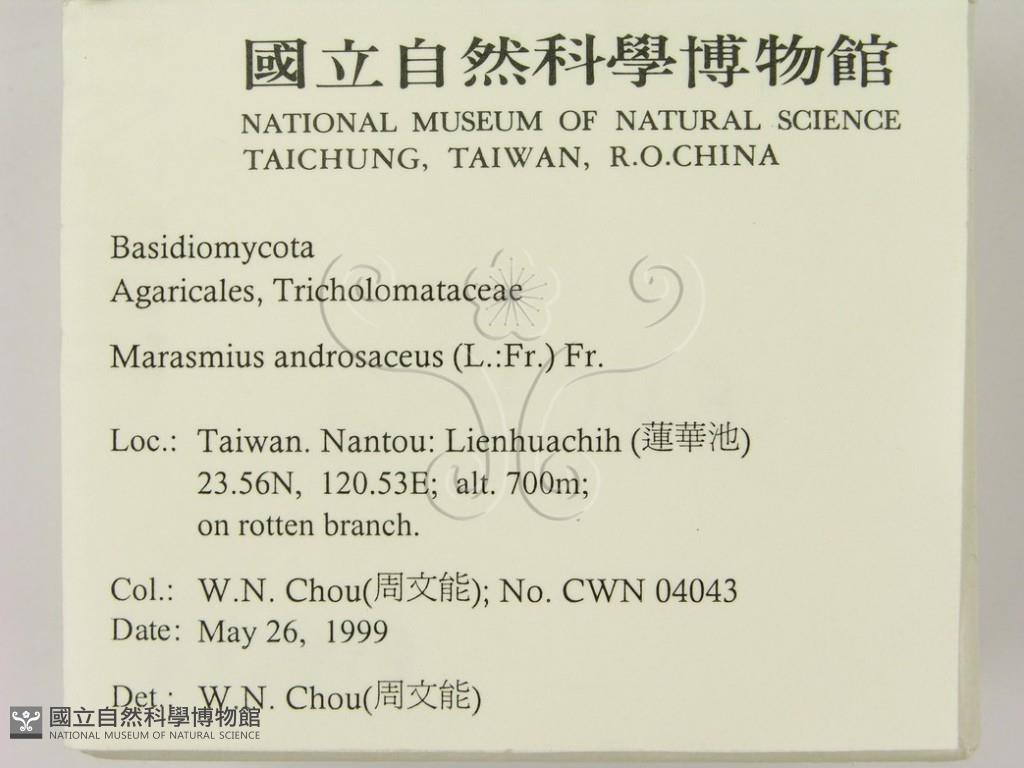 國立自然科學博物館
NATIONAL MUSEUM OF NATURAL SCIENCE
TAICHUNG, TAIWAN, R.O.CHINA
Basidiomycota
Agaricales, Tricholomataceae
Marasmius androsaceus (L.:Fr.) Fr.
Loc.: Taiwan. Nantou: Lienhuachih (蓮華池)
23.56N, 120.53E; alt. 700m;
on rotten branch.
Col.: W.N. Chou(周文能); No. CWN 04043
Date: May 26, 1999
Det.: W.N. Chou(周文能)
國立自然科學博物館
NATIONAL MUSEUM OF NATURAL SCIENCE